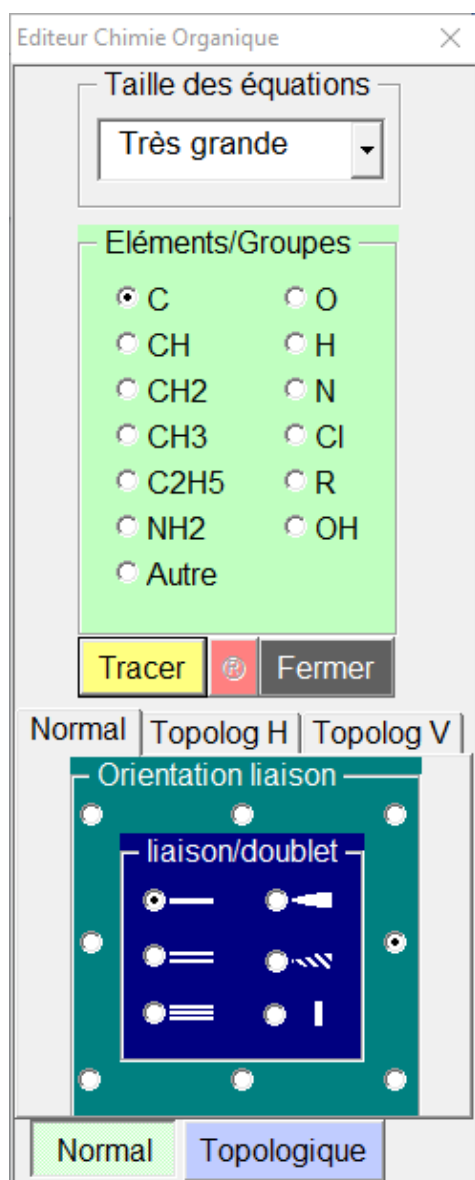 Editeur Chimie Organique
Taille des équations
Très grande
Eléments/Groupes
C O
CH H
CH2 N
CH3 Cl
C2H5 R
NH2 OH
Autre
Tracer ® Fermer
Normal Topolog H Topolog V
Orientation liaison
liaison/doublet
Normal Topologique